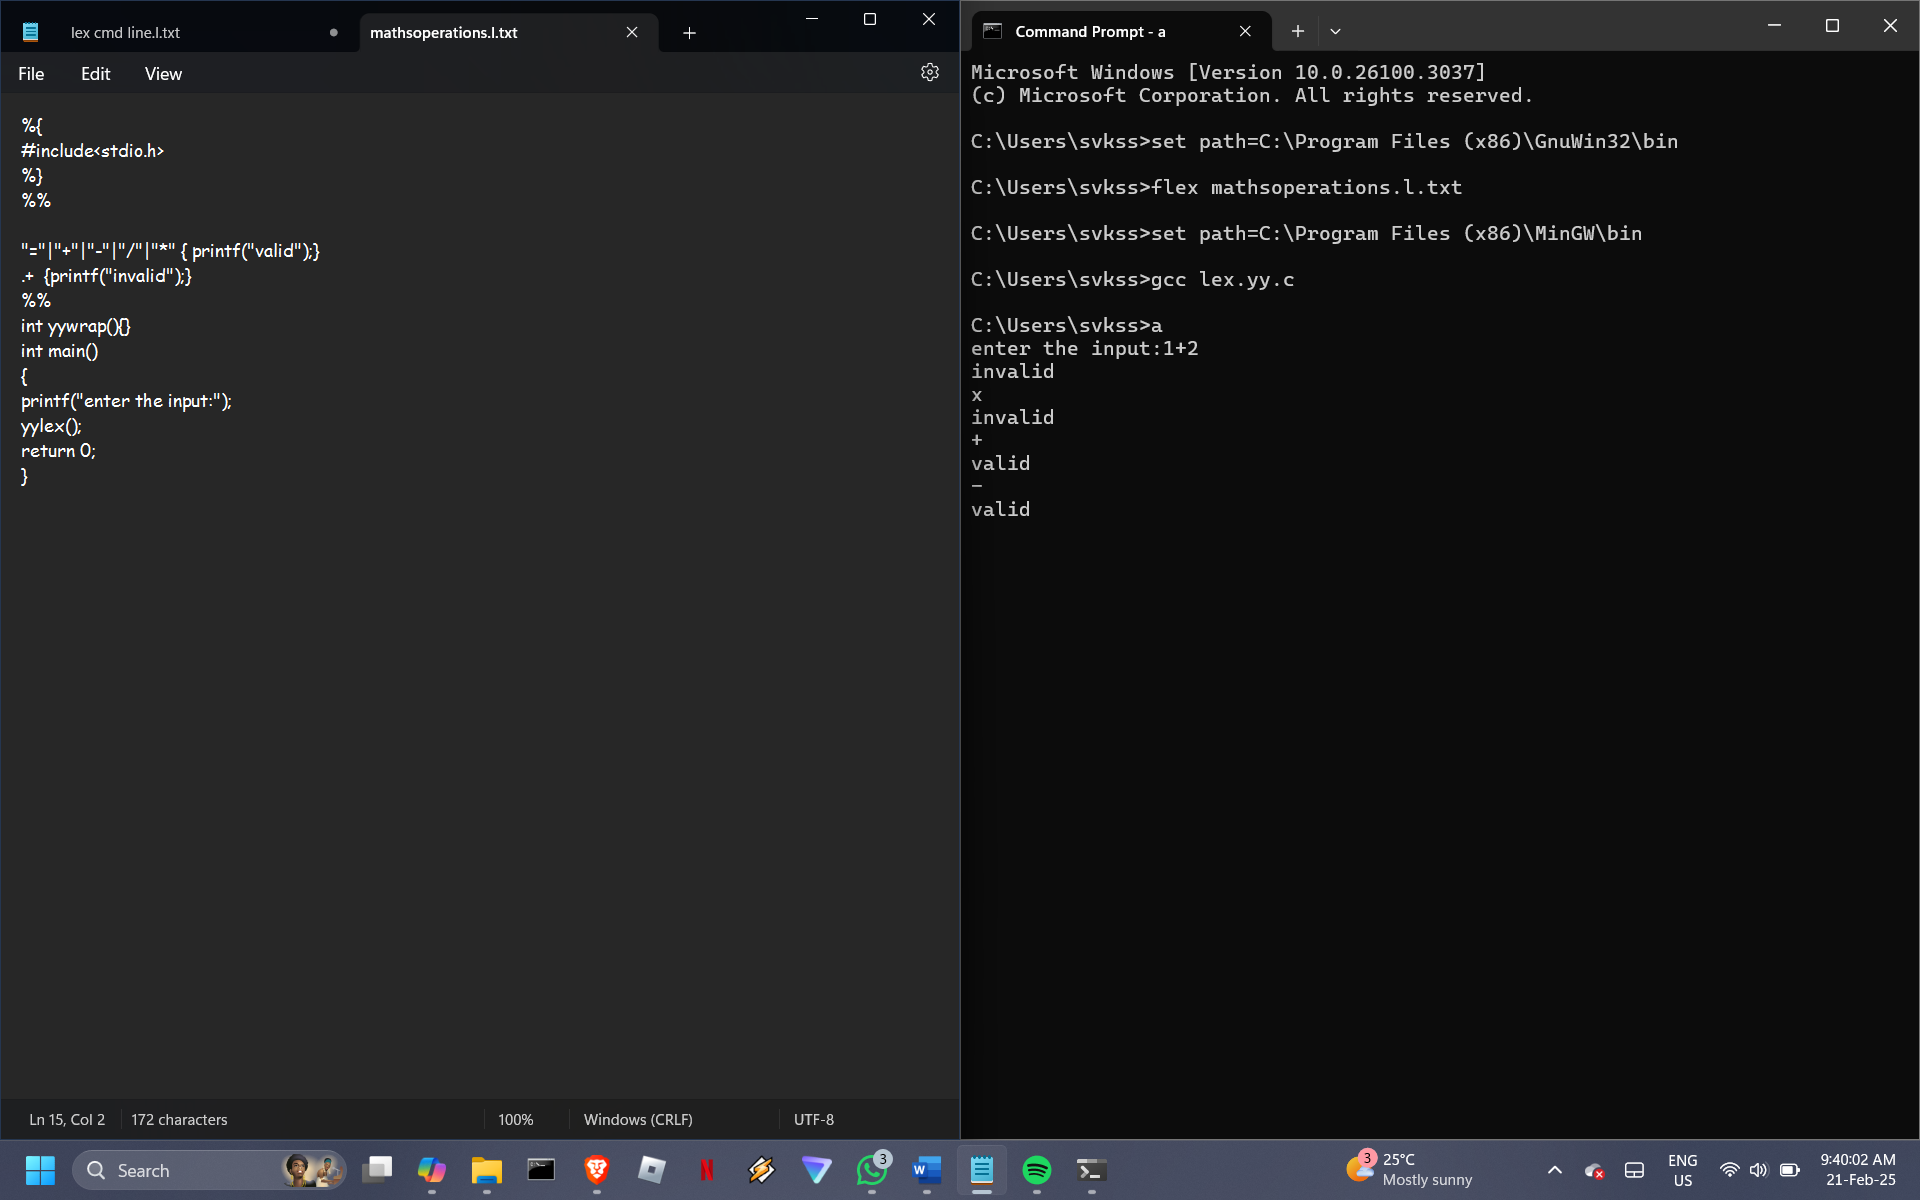 lex cmd line.l.txt
mathsoperations.l.txt
File Edit View
%{
#include<stdio.h>
%}
%%
"="|"+"|"-"|"/"|"*" { printf("valid");}
.+  {printf("invalid");}
%%
int yywrap(){}
int main()
{
printf("enter the input:");
yylex();
return 0;
}
Ln 15, Col 2
172 characters
100%
Windows (CRLF)
UTF-8
Command Prompt - a
Microsoft Windows [Version 10.0.26100.3037]
(c) Microsoft Corporation. All rights reserved.
C:\Users\svkss>set path=C:\Program Files (x86)\GnuWin32\bin
C:\Users\svkss>flex mathsoperations.l.txt
C:\Users\svkss>set path=C:\Program Files (x86)\MinGW\bin
C:\Users\svkss>gcc lex.yy.c
C:\Users\svkss>a
enter the input:1+2
invalid
x
invalid
+
valid
-
valid
Search
N
3
W
3
25°C
Mostly sunny
ENG
US
9:40:02 AM
21-Feb-25